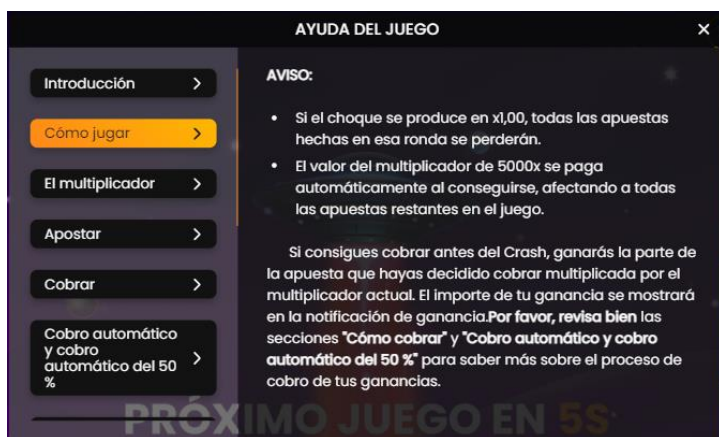 AYUDA DEL JUEGO
Introducción
Cómo jugar
El multiplicador
Apostar
Cobrar
Cobro automático
y cobro
automático del 50
%
AVISO:
• Si el choque se produce en x1,00, todas las apuestas
hechas en esa ronda se perderán.
• El valor del multiplicador de 5000x se paga
automáticamente al conseguirse, afectando a todas
las apuestas restantes en el juego.
Si consigues cobrar antes del Crash, ganarás la parte de
la apuesta que hayas decidido cobrar multiplicada por el
multiplicador actual. El importe de tu ganancia se mostrará
en la notificación de ganancia.Por favor, revisa bien las
secciones "Cómo cobrar" y "Cobro automático y cobro
automático del 50 %" para saber más sobre el proceso de
cobro de tus ganancias.
PRÓXIMO JUEGO EN 5S